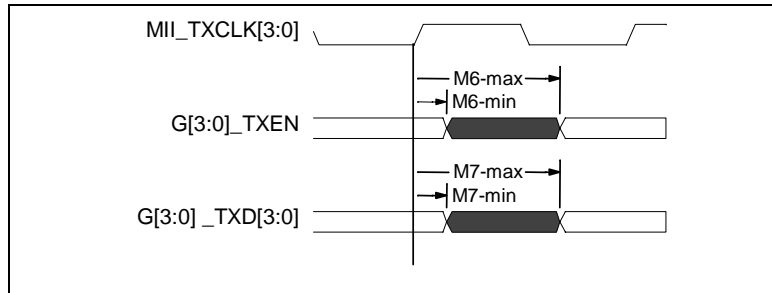 MII_TXCLK[3:0]
M6-max
M6-min
G[3:0]_TXEN
M7-max
M7-min
G[3:0] _TXD[3:0]